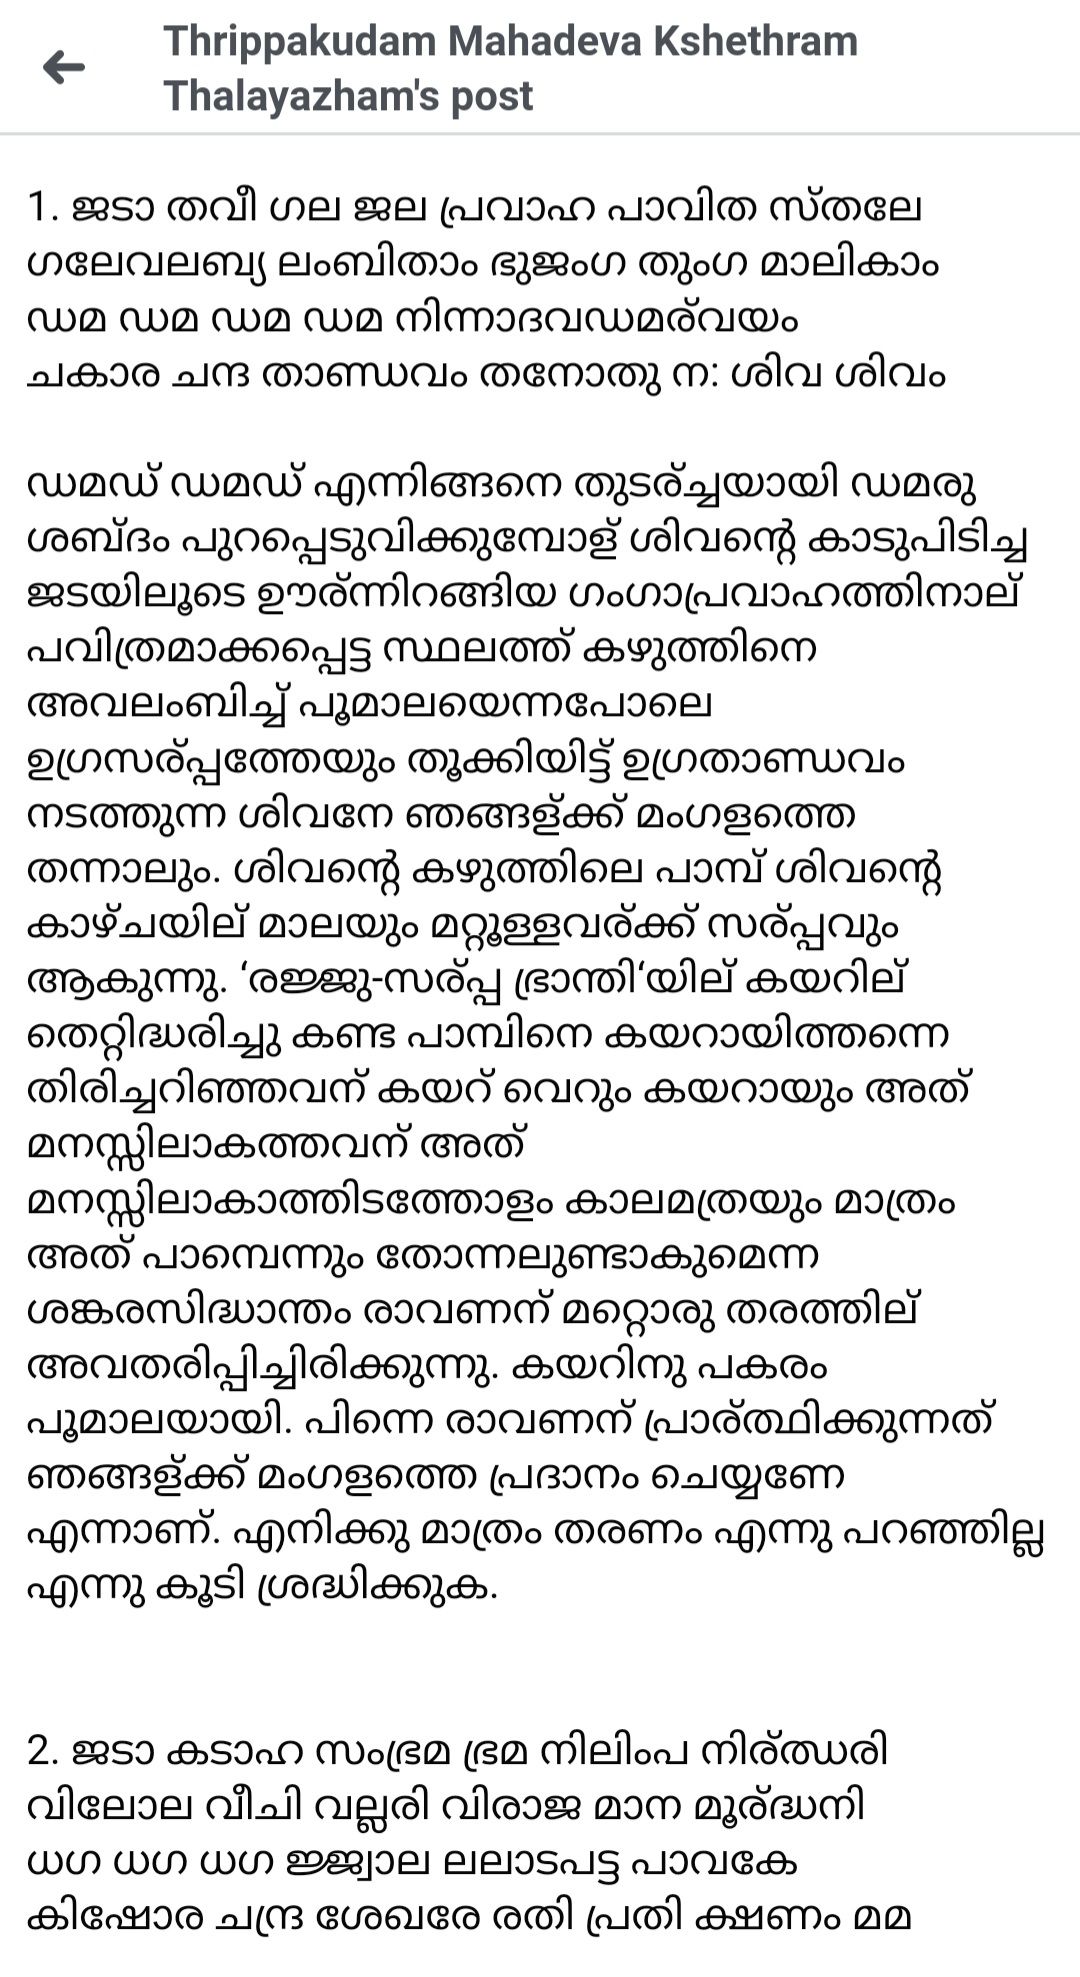 Thrippakudam Mahadeva Kshethram
Thalayazham's post
1. ജടാ തവീ ഗല ജല പ്രവാഹ പാവിത സ്തലേ
ഗലേവലബ്യ ലംബിതാം ഭുജംഗ തുംഗ മാലികാം
ഡമ ഡമ ഡമ ഡമ നിന്നാദവഡമര്വയം
ചകാര ചന്ദ താണ്ഡവം തനോതു ന: ശിവ ശിവം
ഡമഡ് ഡമഡ് എന്നിങ്ങനെ തുടര്ച്ചയായി ഡമരു
ശബ്ദം പുറപ്പെടുവിക്കുമ്പോള് ശിവന്റെ കാടുപിടിച്ച
ജടയിലൂടെ ഊര്ന്നിറങ്ങിയ ഗംഗാപ്രവാഹത്തിനാല്
പവിത്രമാക്കപ്പെട്ട സ്ഥലത്ത് കഴുത്തിനെ
അവലംബിച്ച് പൂമാലയെന്നപോലെ
ഉഗ്രസര്പ്പത്തേയും തൂക്കിയിട്ട് ഉഗ്രതാണ്ഡവം
നടത്തുന്ന ശിവനേ ഞങ്ങള്ക്ക് മംഗളത്തെ
തന്നാലും. ശിവന്റെ കഴുത്തിലെ പാമ്പ് ശിവന്റെ
കാഴ്ചയില് മാലയും മറ്റൂള്ളവര്ക്ക് സര്പ്പവും
ആകുന്നു. ‘രജ്ജു-സര്പ്പ ഭ്രാന്തി‘യില് കയറില്
തെറ്റിദ്ധരിച്ചു കണ്ട പാമ്പിനെ കയറായിത്തന്നെ
തിരിച്ചറിഞ്ഞവന് കയറ് വെറും കയറായും അത്
മനസ്സിലാകത്തവന് അത്
മനസ്സിലാകാത്തിടത്തോളം കാലമത്രയും മാത്രം
അത് പാമ്പെന്നും തോന്നലുണ്ടാകുമെന്ന
ശങ്കരസിദ്ധാന്തം രാവണന് മറ്റൊരു തരത്തില്
അവതരിപ്പിച്ചിരിക്കുന്നു. കയറിനു പകരം
പൂമാലയായി. പിന്നെ രാവണന് പ്രാര്ത്ഥിക്കുന്നത്
ഞങ്ങള്ക്ക് മംഗളത്തെ പ്രദാനം ചെയ്യണേ
എന്നാണ്. എനിക്കു മാത്രം തരണം എന്നു പറഞ്ഞില്ല
എന്നു കൂടി ശ്രദ്ധിക്കുക.
2. ജടാ കടാഹ സംഭ്രമ ഭ്രമ നിലിംപ നിര്ഝരി
വിലോല വീചി വല്ലരി വിരാജ മാന മൂര്ദ്ധനി
ധഗ ധഗ ധഗ ജ്ജ്വാല ലലാടപട്ട പാവകേ
കിഷോര ചന്ദ്ര ശേഖരേ രതി പ്രതി ക്ഷണം മമ